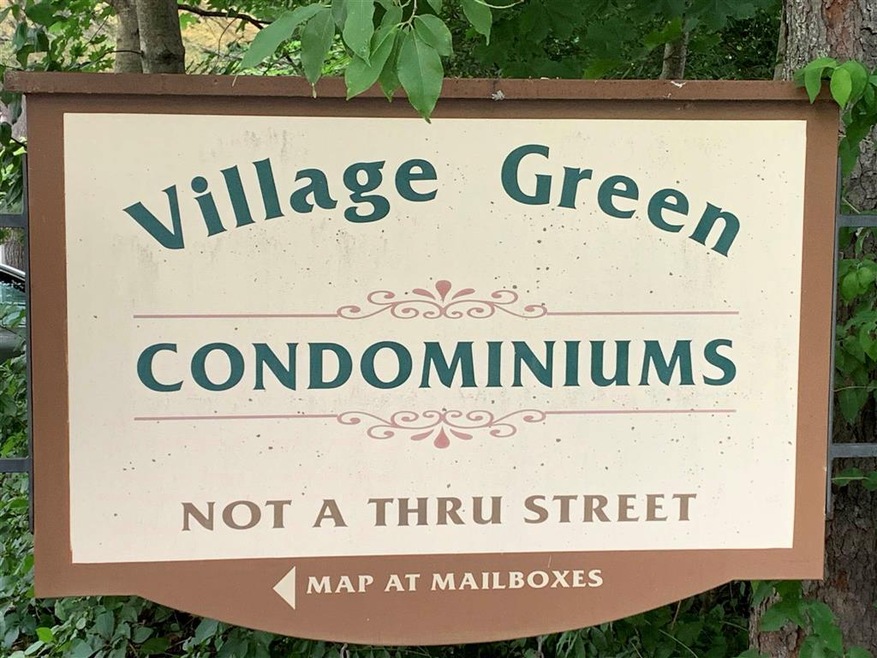 Village Green
CONDOMINIUMS
NOT A THRU STREET
MAP AT MAILBOXES